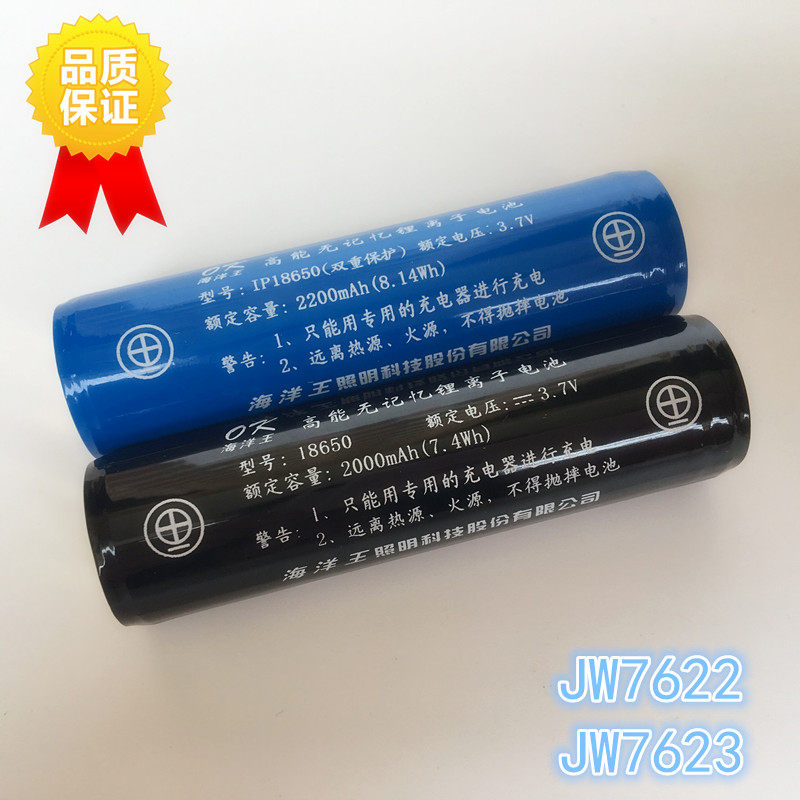 品质
保证
OK 高能无记忆锂离子电池
海洋王
型号:IP18650(双重保护) 额定电压:3.7V
额定容量:2200mAh(8.14Wh)
警告:
1、只能用专用的充电器进行充电
2、远离热源、火源,不得抛摔电池
海洋王照明科技股份有限公司
OK 高能无记忆锂离子电池
海洋王
型号:18650 额定电压:⎓3.7V
额定容量:2000mAh(7.4Wh)
警告:
1、只能用专用的充电器进行充电
2、远离热源、火源,不得抛摔电池
海洋王照明科技股份有限公司
JW7622
JW7623